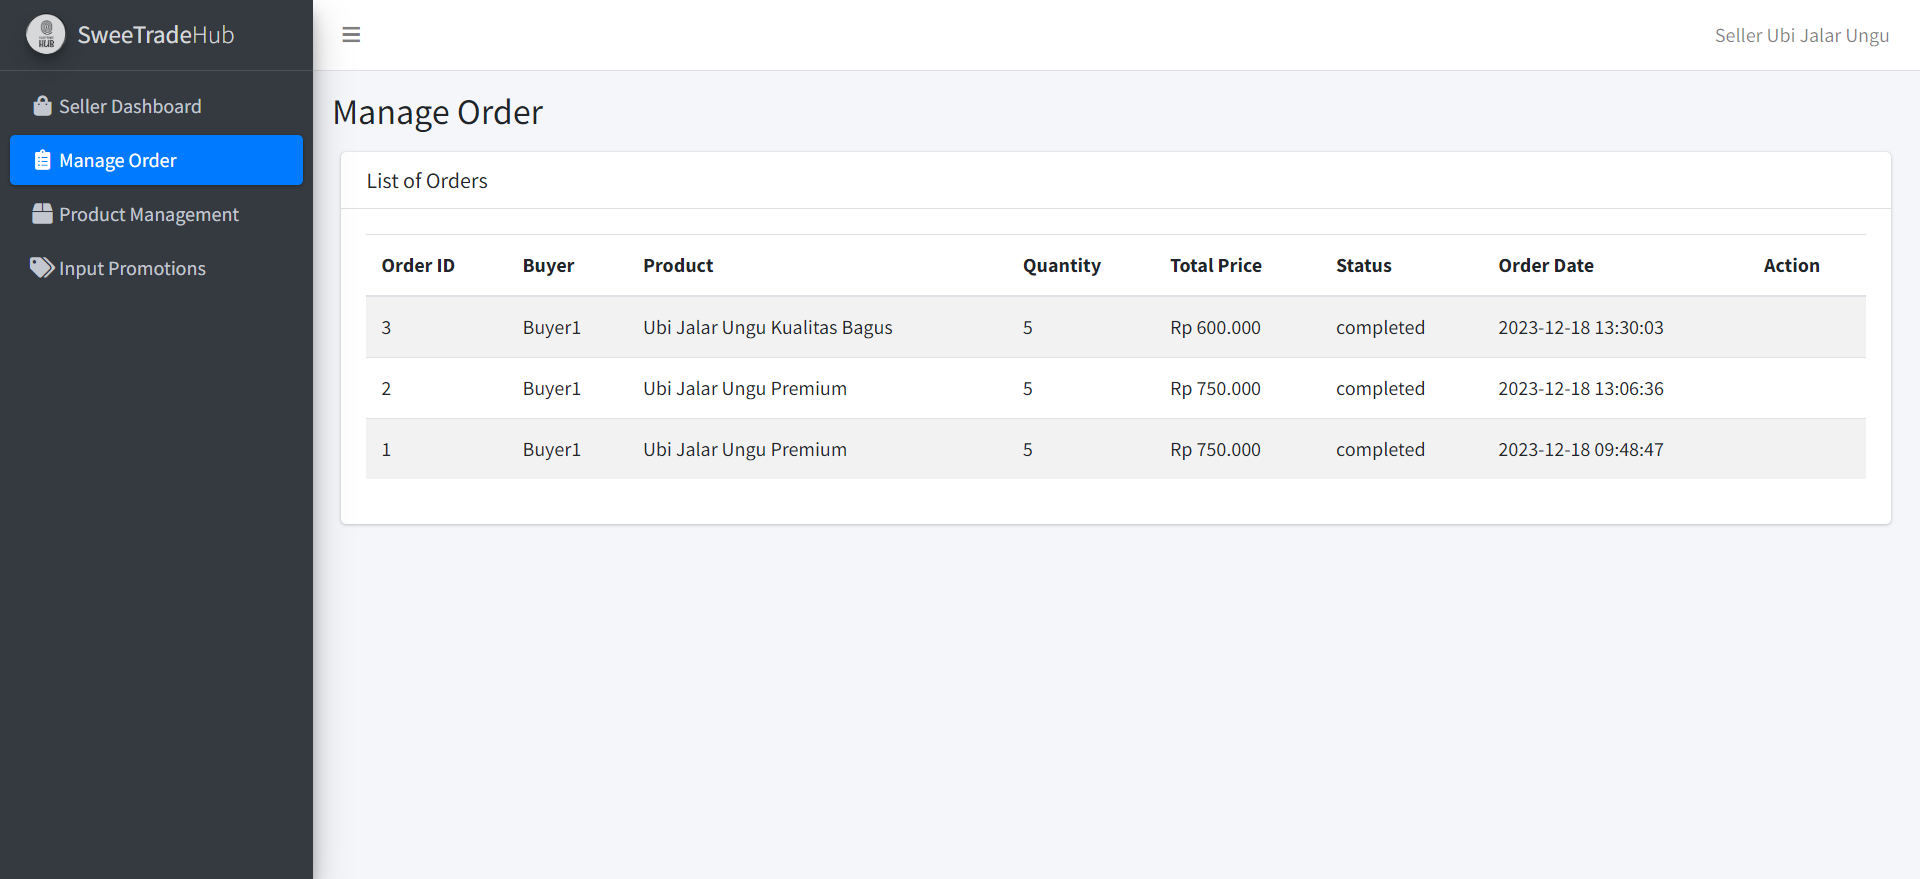 SweeTradeHub
Seller Ubi Jalar Ungu
Seller Dashboard
Manage Order
Product Management
Input Promotions
Manage Order
List of Orders
Order ID Buyer Product Quantity Total Price Status Order Date Action
3 Buyer1 Ubi Jalar Ungu Kualitas Bagus 5 Rp 600.000 completed 2023-12-18 13:30:03
2 Buyer1 Ubi Jalar Ungu Premium 5 Rp 750.000 completed 2023-12-18 13:06:36
1 Buyer1 Ubi Jalar Ungu Premium 5 Rp 750.000 completed 2023-12-18 09:48:47